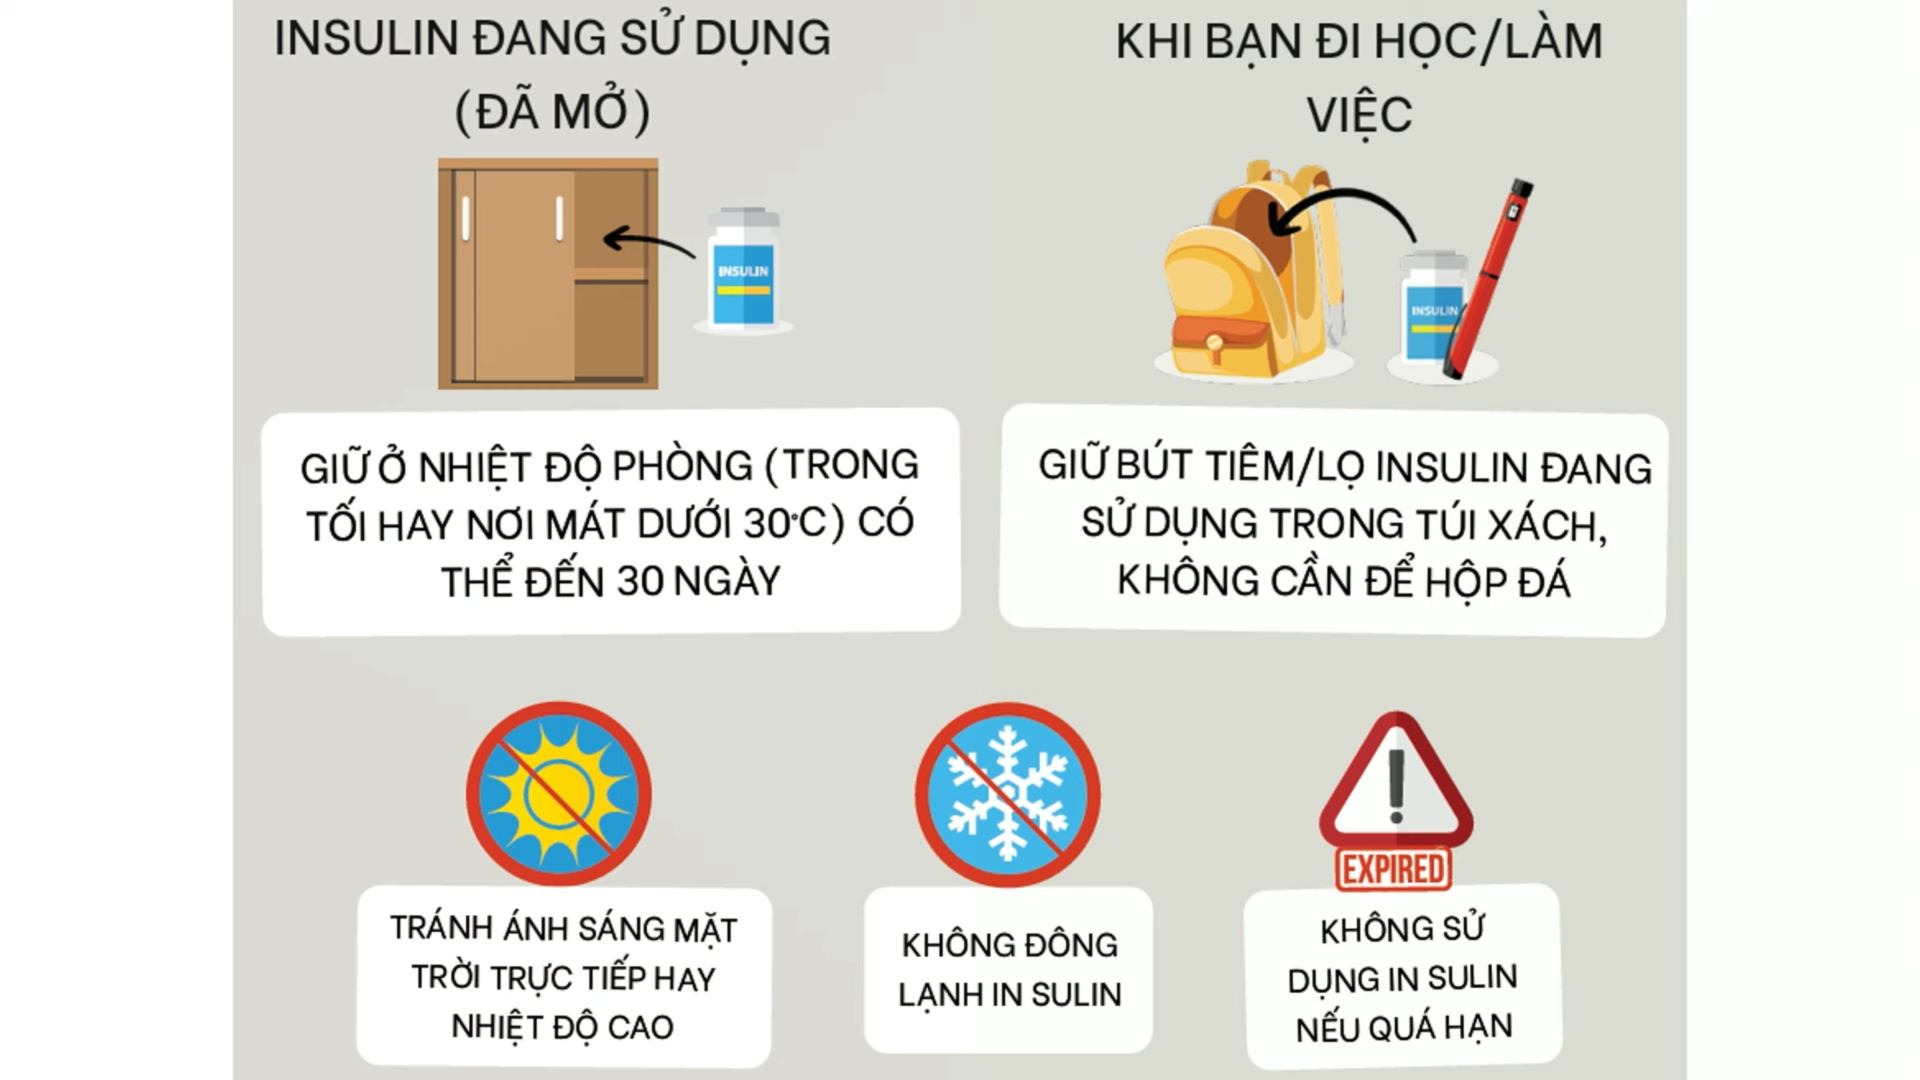 INSULIN ĐANG SỬ DỤNG
(ĐÃ MỞ)
INSULIN
GIỮ Ở NHIỆT ĐỘ PHÒNG (TRONG
TỐI HAY NƠI MÁT DƯỚI 30°C) CÓ
THỂ ĐẾN 30 NGÀY
KHI BẠN ĐI HỌC/LÀM
VIỆC
INSULIN
GIỮ BÚT TIÊM/LỌ INSULIN ĐANG
SỬ DỤNG TRONG TÚI XÁCH,
KHÔNG CẦN ĐỂ HỘP ĐÁ
TRÁNH ÁNH SÁNG MẶT
TRỜI TRỰC TIẾP HAY
NHIỆT ĐỘ CAO
KHÔNG ĐÔNG
LẠNH IN SULIN
EXPIRED
KHÔNG SỬ
DỤNG IN SULIN
NẾU QUÁ HẠN